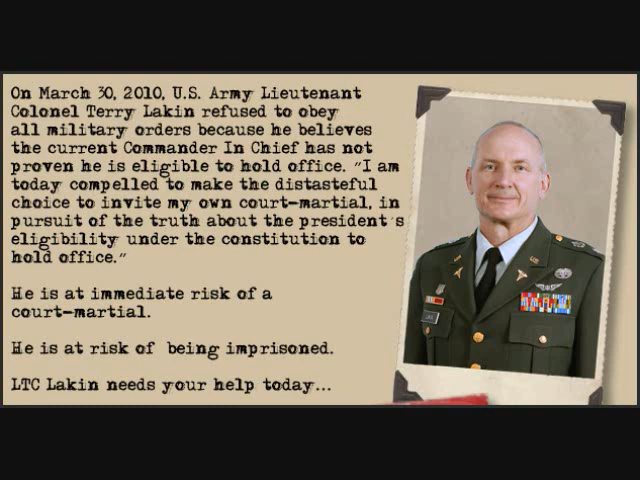 On March 30, 2010, U.S. Army Lieutenant
Colonel Terry Lakin refused to obey
all military orders because he believes
the current Commander In Chief has not
proven he is eligible to hold office. "I am
today compelled to make the distasteful
choice to invite my own court-martial, in
pursuit of the truth about the president's
eligibility under the constitution to
hold office."
He is at immediate risk of a
court-martial.
He is at risk of being imprisoned.
LTC Lakin needs your help today...